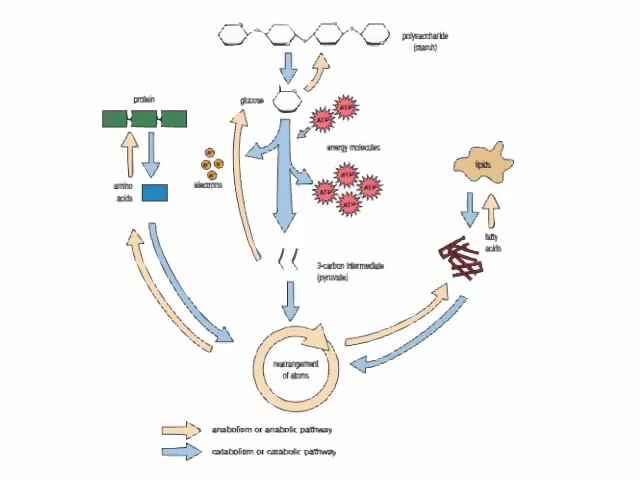 polysaccharide
(starch)
glucose
protein
ATP
ATP
energy molecules
electrons
e-
e-
e-
e-
e-
ATP
ATP
ATP
ATP
amino
acids
lipids
fatty
acids
3-carbon intermediate
(pyruvate)
rearrangement
of atoms
anabolism or anabolic pathway
catabolism or catabolic pathway